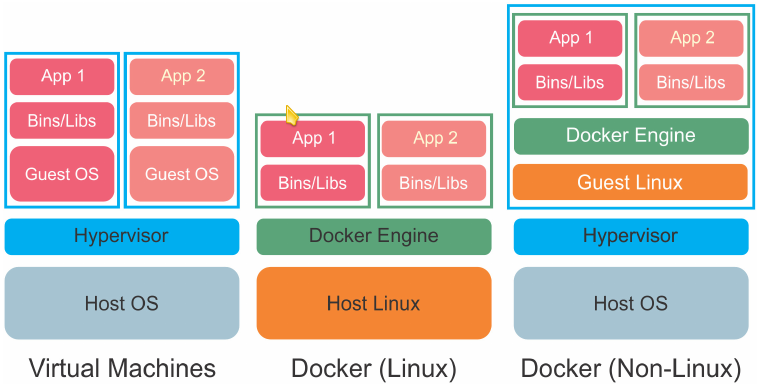 App 1
App 2
Bins/Libs
Bins/Libs
Guest OS
Guest OS
Hypervisor
Host OS
Virtual Machines
App 1
App 2
Bins/Libs
Bins/Libs
Docker Engine
Host Linux
Docker (Linux)
App 1
App 2
Bins/Libs
Bins/Libs
Docker Engine
Guest Linux
Hypervisor
Host OS
Docker (Non-Linux)